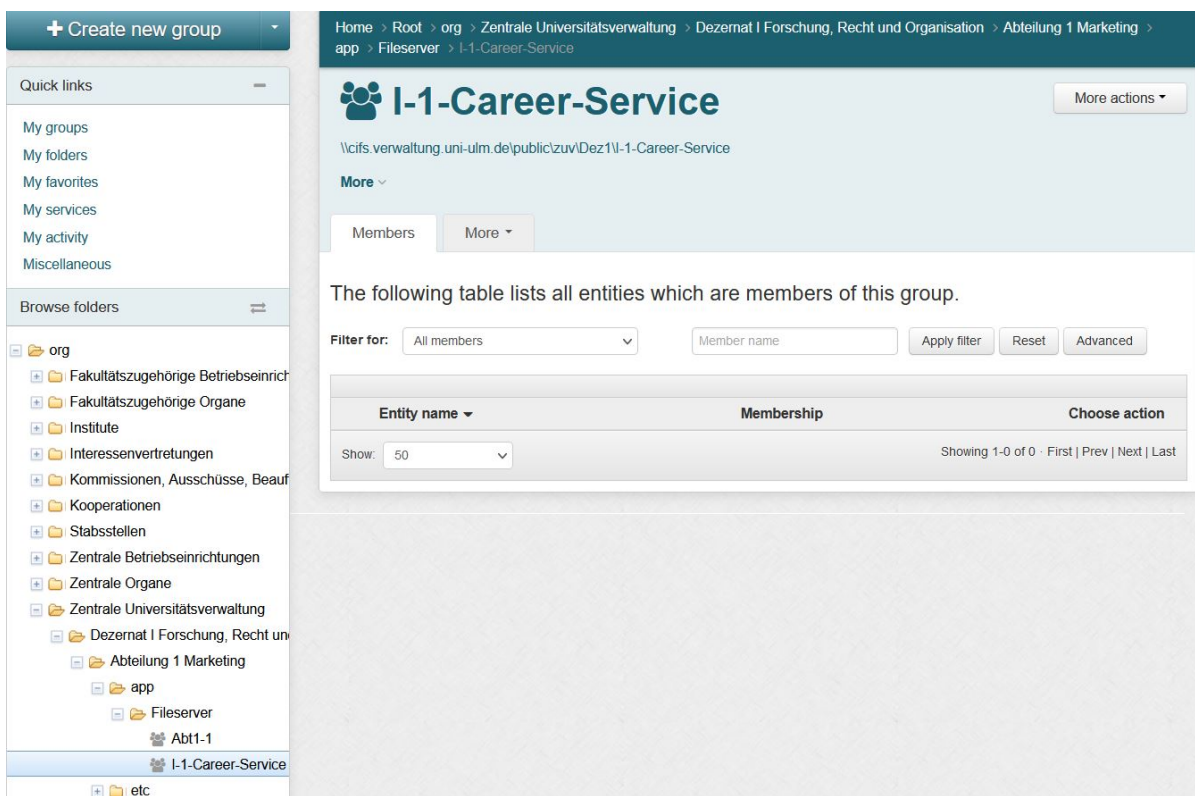 + Create new group
Quick links
My groups
My folders
My favorites
My services
My activity
Miscellaneous
Browse folders
org
Fakultätszugehörige Betriebseinrich
Fakultätszugehörige Organe
Institute
Interessenvertretungen
Kommissionen, Ausschüsse, Beauf
Kooperationen
Stabsstellen
Zentrale Betriebseinrichtungen
Zentrale Organe
Zentrale Universitätsverwaltung
Dezernat I Forschung, Recht und
Abteilung 1 Marketing
app
Fileserver
Abt1-1
I-1-Career-Service
etc
Home > Root > org > Zentrale Universitätsverwaltung > Dezernat I Forschung, Recht und Organisation > Abteilung 1 Marketing >
app > Fileserver > I-1-Career-Service
I-1-Career-Service
More actions
\\cifs.verwaltung.uni-ulm.de\public\zuv\Dez1\I-1-Career-Service
More
Members More
The following table lists all entities which are members of this group.
Filter for: All members Member name Apply filter Reset Advanced
Entity name Membership Choose action
Show: 50 Showing 1-0 of 0 · First | Prev | Next | Last